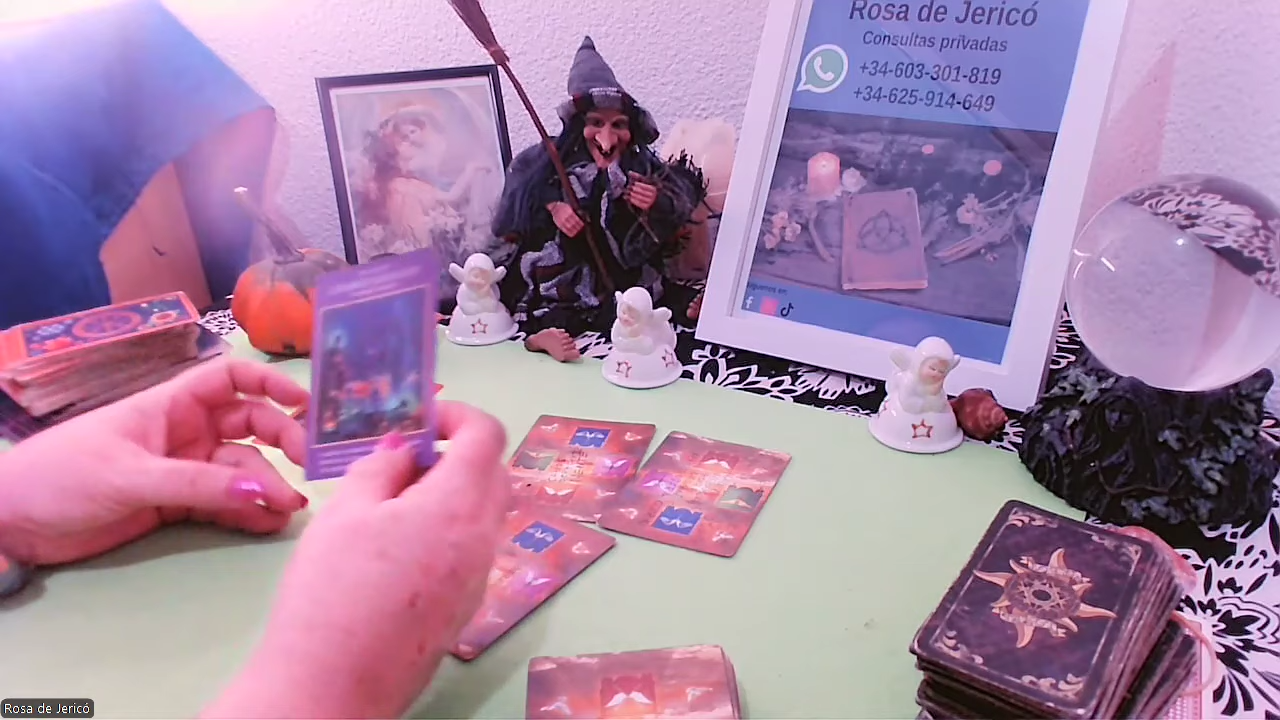 Rosa de Jericó
Consultas privadas
+34-603-301-819
+34-625-914-649
Rosa de Jericó